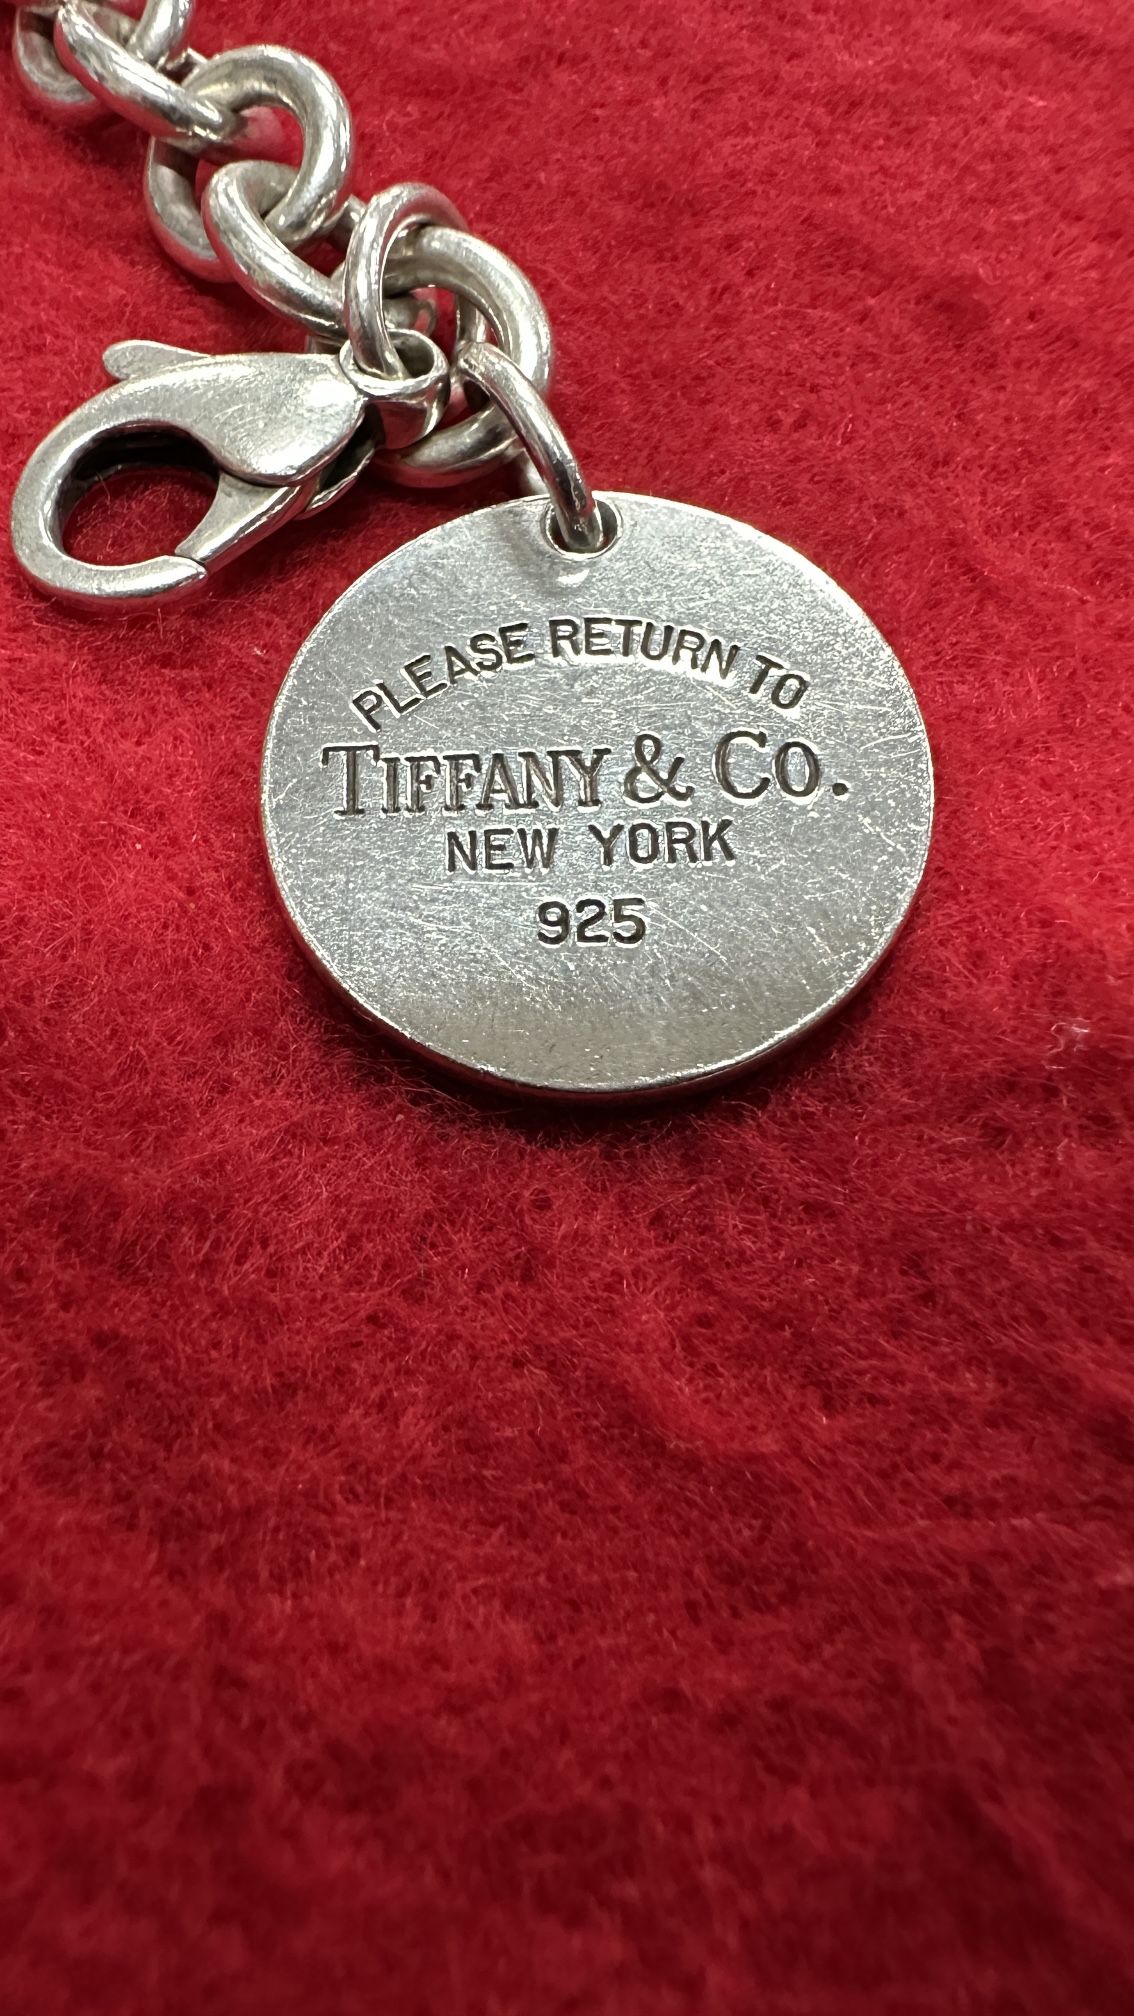 PLEASE RETURN TO
TIFFANY & CO.
NEW YORK
925